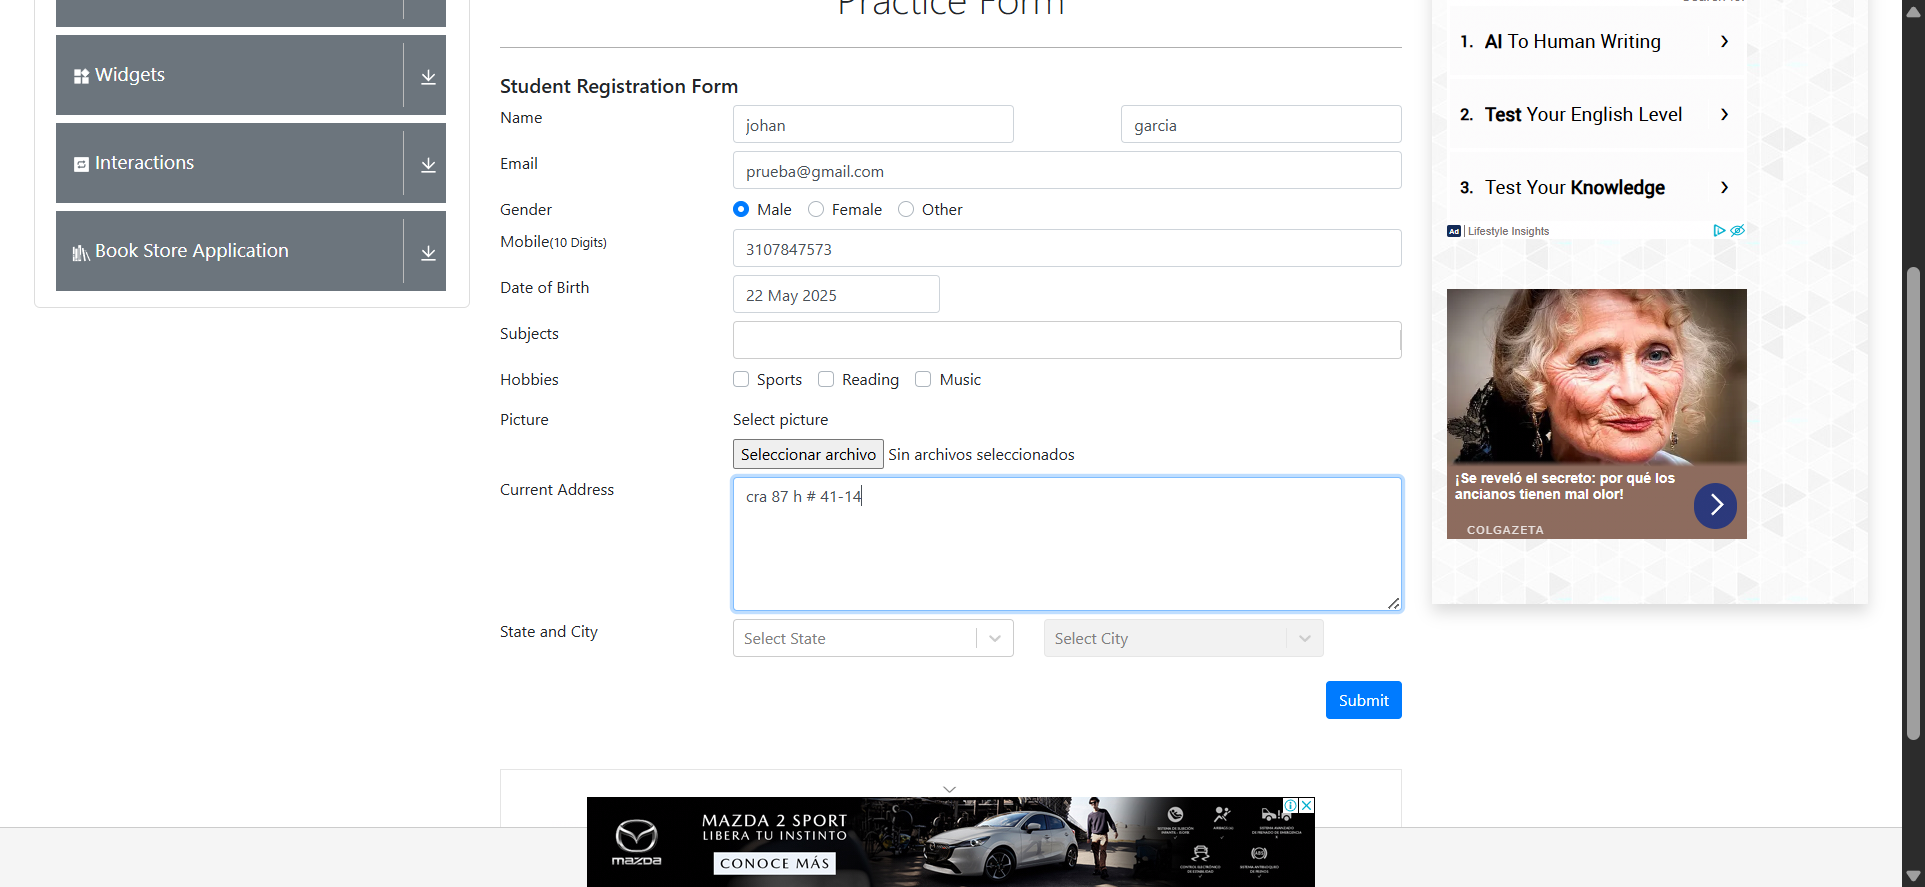 Practice Form
Widgets
Interactions
Book Store Application
Student Registration Form
Name
johan
garcia
Email
prueba@gmail.com
Gender
Male
Female
Other
Mobile(10 Digits)
3107847573
Date of Birth
22 May 2025
Subjects
Hobbies
Sports
Reading
Music
Picture
Select picture
Seleccionar archivo
Sin archivos seleccionados
Current Address
cra 87 h # 41-14
State and City
Select State
Select City
Submit
1. AI To Human Writing
2. Test Your English Level
3. Test Your Knowledge
Ad
Lifestyle Insights
¡Se reveló el secreto: por qué los
ancianos tienen mal olor!
COLGAZETA
mazda
MAZDA 2 SPORT
LIBERA TU INSTINTO
CONOCE MÁS